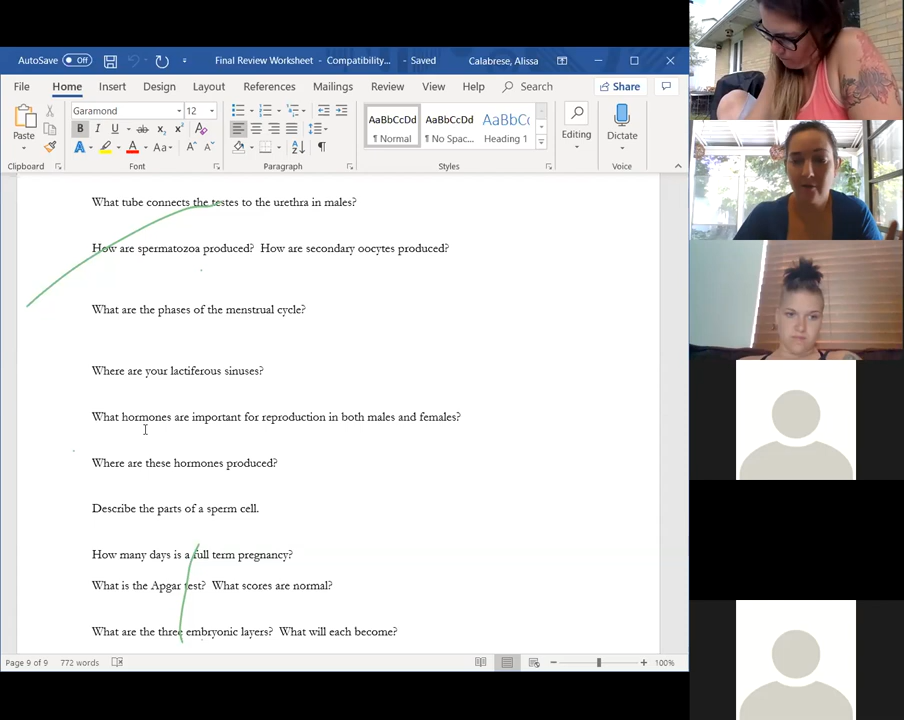 AutoSave Off Final Review Worksheet - Compatibility... - Saved Calabrese, Alissa
File Home Insert Design Layout References Mailings Review View Help Search Share
Paste Garamond 12 AaBbCcDd AaBbCcDd AaBbCc Editing Dictate
B I U ab x₂ x² Normal No Spac... Heading 1
Clipboard Font Paragraph Styles Voice
What tube connects the testes to the urethra in males?
How are spermatozoa produced? How are secondary oocytes produced?
What are the phases of the menstrual cycle?
Where are your lactiferous sinuses?
What hormones are important for reproduction in both males and females?
Where are these hormones produced?
Describe the parts of a sperm cell.
How many days is a full term pregnancy?
What is the Apgar test? What scores are normal?
What are the three embryonic layers? What will each become?
Page 9 of 9 772 words 100%